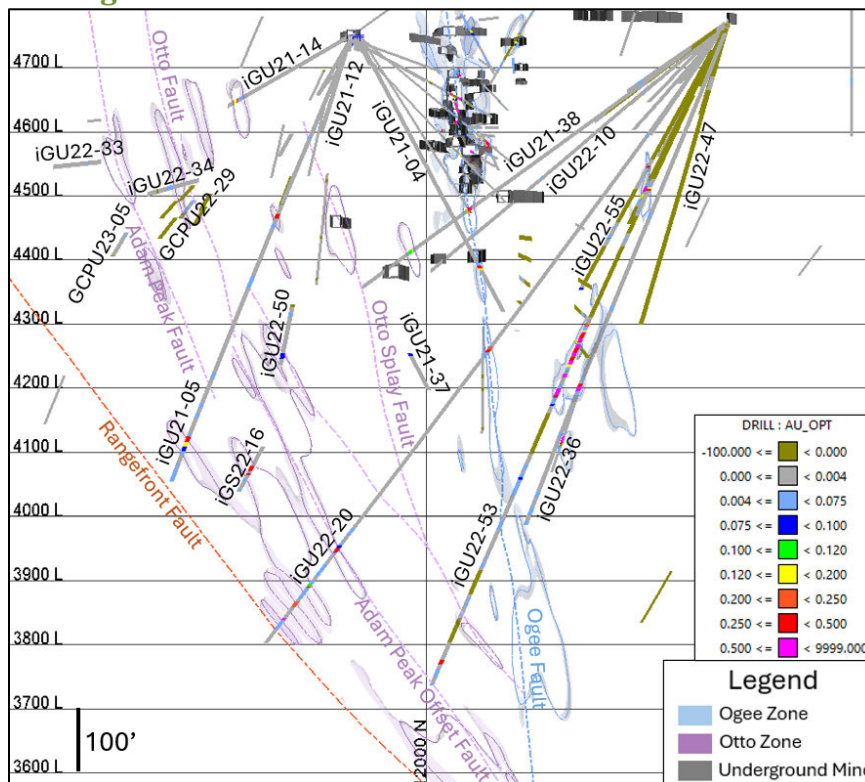 4700 L
4600 L
4500 L
4400 L
4300 L
4200 L
4100 L
4000 L
3900 L
3800 L
3700 L
3600 L
Otto Fault
iGU21-14
iGU21-12
iGU21-04
iGU21-38
iGU22-10
iGU22-47
iGU22-33
iGU22-34
GCPU22-29
GCPU23-05
Adam Peak Fault
iGU22-55
iGU22-50
Otto Splay Fault
iGU21-37
iGU21-05
iGS22-16
Rangefront Fault
iGU22-36
iGU22-20
iGU22-53
Adam Peak Offset Fault
Ogee Fault
2000 N
100’
DRILL : AU_OPT
-100.000 <= < 0.000
0.000 <= < 0.004
0.004 <= < 0.075
0.075 <= < 0.100
0.100 <= < 0.120
0.120 <= < 0.200
0.200 <= < 0.250
0.250 <= < 0.500
0.500 <= < 9999.000
Legend
Ogee Zone
Otto Zone
Underground Min